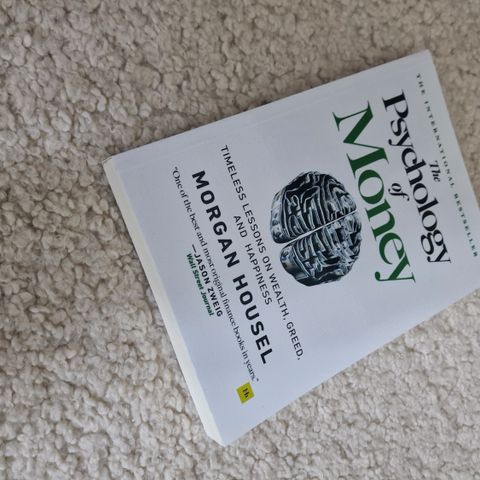 THE INTERNATIONAL BESTSELLER
The
Psychology
of
Money
TIMELESS LESSONS ON WEALTH, GREED,
AND HAPPINESS
MORGAN HOUSEL
"One of the best and most original finance books in years."
—JASON ZWEIG
Wall Street Journal
Hh